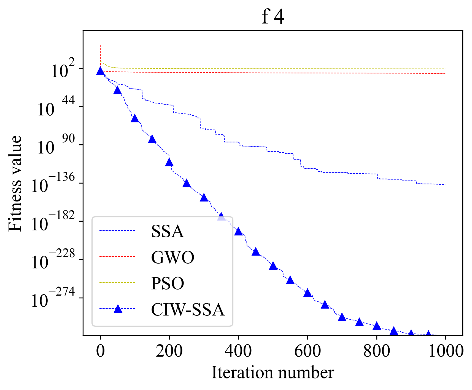 f 4
Fitness value
10^2
10^-44
10^-90
10^-136
10^-182
10^-228
10^-274
SSA
GWO
PSO
CIW-SSA
0 200 400 600 800 1000
Iteration number